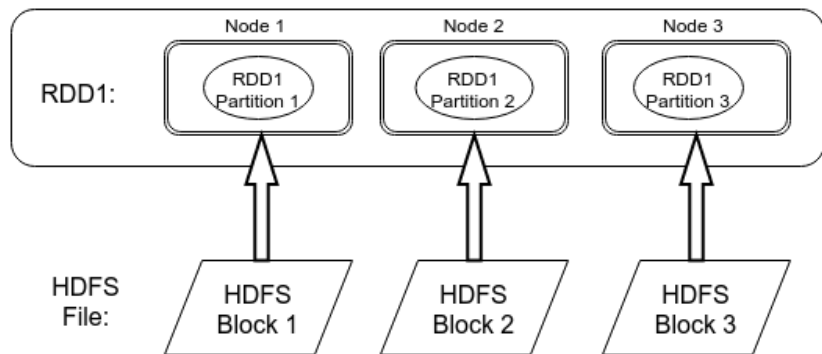 Node 1
Node 2
Node 3
RDD1:
RDD1
Partition 1
RDD1
Partition 2
RDD1
Partition 3
HDFS
File:
HDFS
Block 1
HDFS
Block 2
HDFS
Block 3